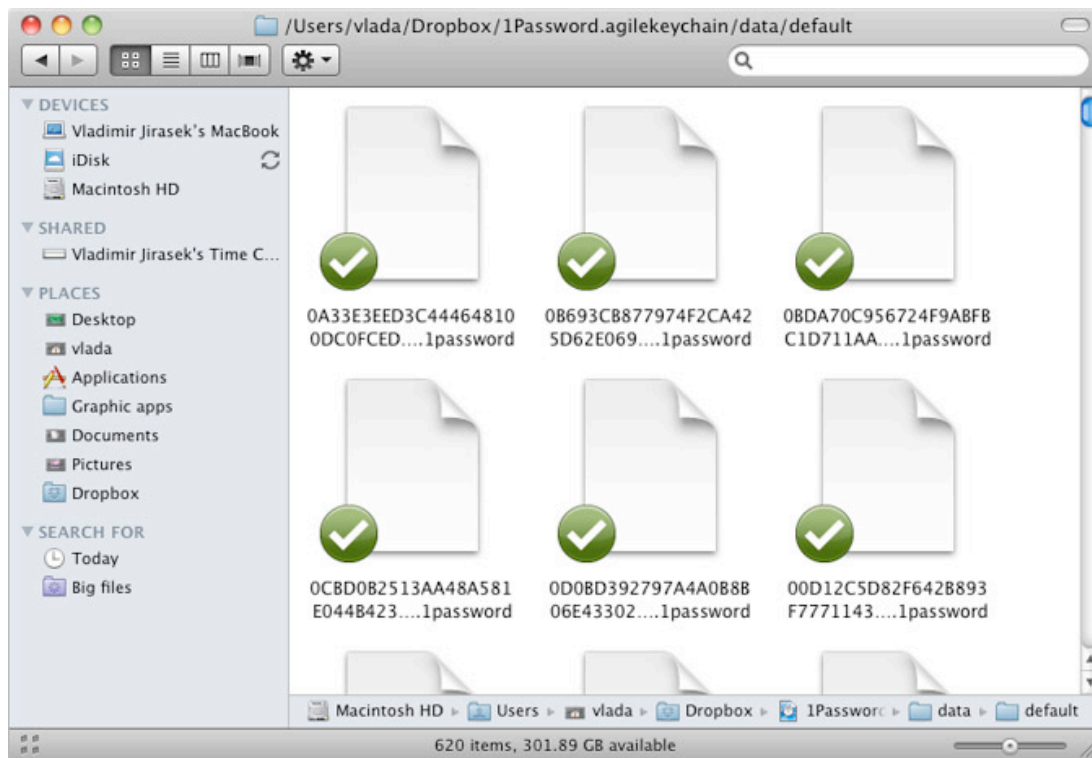 /Users/vlada/Dropbox/1Password.agilekeychain/data/default
DEVICES
Vladimir Jirasek's MacBook
iDisk
Macintosh HD
SHARED
Vladimir Jirasek's Time C...
PLACES
Desktop
vlada
Applications
Graphic apps
Documents
Pictures
Dropbox
SEARCH FOR
Today
Big files
0A33E3EED3C44464810
0DC0FCED....1password
0B693CB877974F2CA42
5D62E069....1password
0BDA70C956724F9ABFB
C1D711AA....1password
0CBD0B2513AA48A581
E044B423....1password
0D0BD392797A4A0B8B
06E43302....1password
00D12C5D82F642B893
F7771143....1password
Macintosh HD ▸ Users ▸ vlada ▸ Dropbox ▸ 1Passworc ▸ data ▸ default
620 items, 301.89 GB available